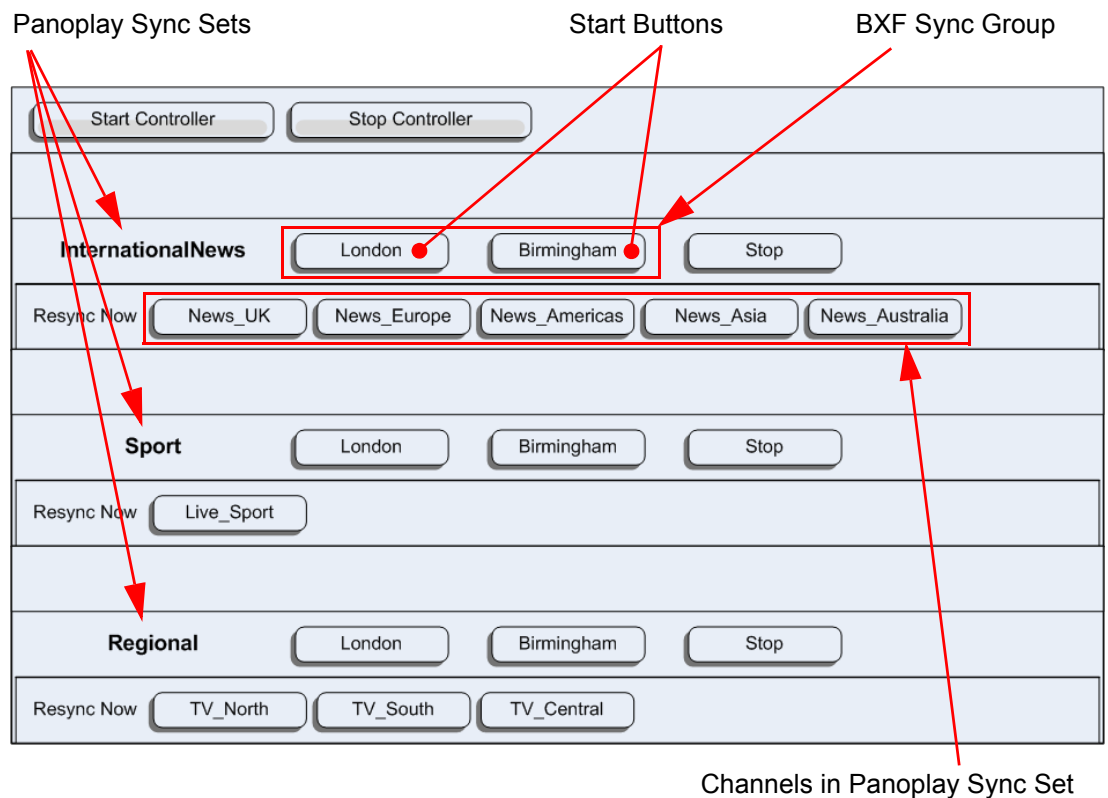 Panoplay Sync Sets Start Buttons BXF Sync Group
Start Controller Stop Controller
InternationalNews London Birmingham Stop
Resync Now News_UK News_Europe News_Americas News_Asia News_Australia
Sport London Birmingham Stop
Resync Now Live_Sport
Regional London Birmingham Stop
Resync Now TV_North TV_South TV_Central
Channels in Panoplay Sync Set